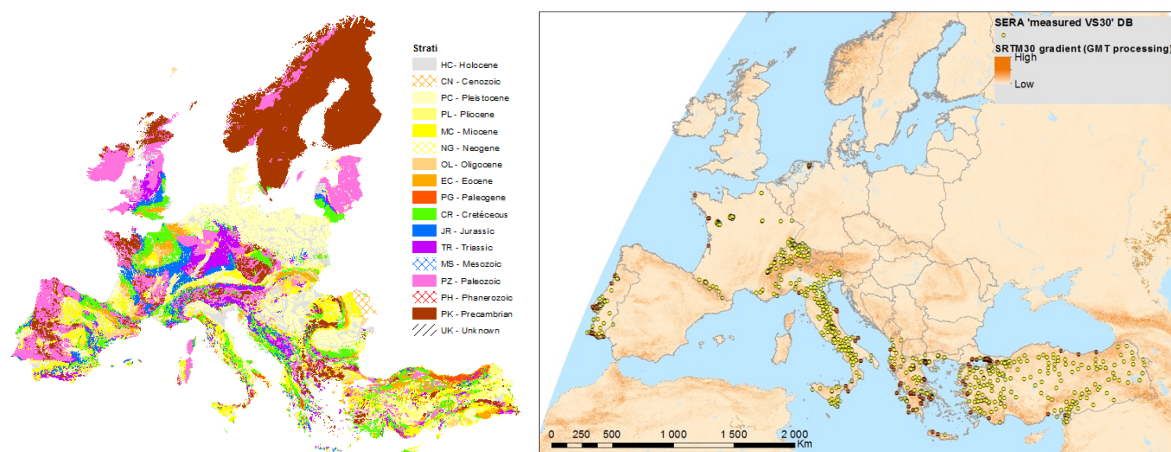 Strati
HC - Holocene
CN - Cenozoic
PC - Pleistocene
PL - Pliocene
MC - Miocene
NG - Neogene
OL - Oligocene
EC - Eocene
PG - Paleogene
CR - Cretéceous
JR - Jurassic
TR - Triassic
MS - Mesozoic
PZ - Paleozoic
PH - Phanerozoic
PK - Precambrian
UK - Unknown
SERA 'measured VS30' DB
SRTM30 gradient (GMT processing)
High
Low
0 250 500 1 000 1 500 2 000
Km